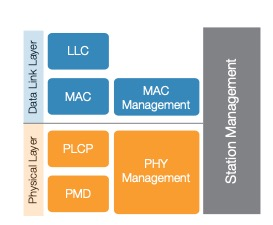 Data Link Layer
LLC
MAC
MAC
Management
Physical Layer
PLCP
PMD
PHY
Management
Station Management